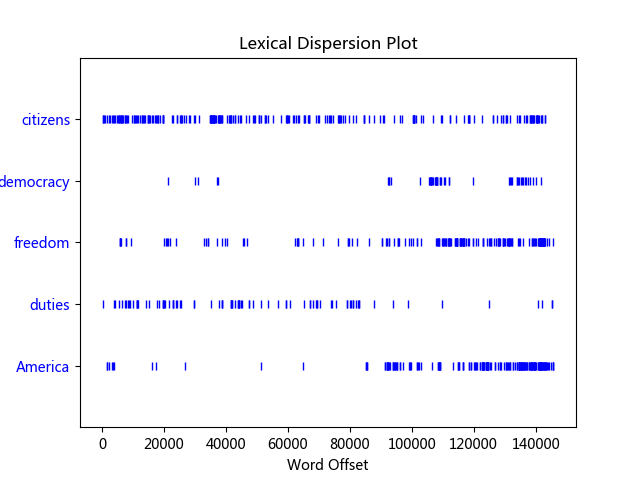 Lexical Dispersion Plot
citizens
democracy
freedom
duties
America
0 20000 40000 60000 80000 100000 120000 140000
Word Offset